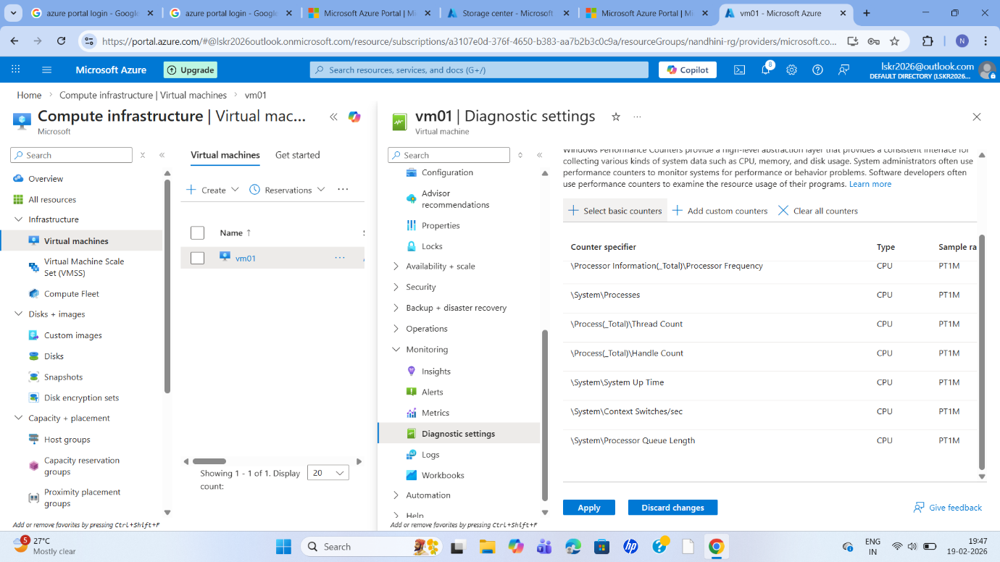 azure portal login - Google
azure portal login - Google
Microsoft Azure Portal | Mi
Storage center - Microsoft
Microsoft Azure Portal | Mi
vm01 - Microsoft Azure
https://portal.azure.com/#@lskr2026outlook.onmicrosoft.com/resource/subscriptions/a3107e0d-376f-4650-b383-aa7b2b3c0c9a/resourceGroups/nandhini-rg/providers/microsoft.co...
N
Microsoft Azure
Upgrade
Search resources, services, and docs (G+/)
Copilot
8
lskr2026@outlook.com
DEFAULT DIRECTORY (LSKR2026...
Home > Compute infrastructure | Virtual machines > vm01
Compute infrastructure | Virtual mac...
Microsoft
Search
Overview
All resources
Infrastructure
Virtual machines
Virtual Machine Scale
Set (VMSS)
Compute Fleet
Disks + images
Custom images
Disks
Snapshots
Disk encryption sets
Capacity + placement
Host groups
Capacity reservation
groups
Proximity placement
groups
Add or remove favorites by pressing Ctrl+Shift+F
Virtual machines
Get started
Create
Reservations
Name ↑
vm01
Showing 1 - 1 of 1. Display
count:
20
vm01 | Diagnostic settings
Virtual machine
Search
Configuration
Advisor
recommendations
Properties
Locks
Availability + scale
Security
Backup + disaster recovery
Operations
Monitoring
Insights
Alerts
Metrics
Diagnostic settings
Logs
Workbooks
Automation
Help
Add or remove favorites by pressing Ctrl+Shift+F
Windows Performance Counters provide a high-level abstraction layer that provides a consistent interface for
collecting various kinds of system data such as CPU, memory, and disk usage. System administrators often use
performance counters to monitor systems for performance or behavior problems. Software developers often
use performance counters to examine the resource usage of their programs. Learn more
Select basic counters
Add custom counters
Clear all counters
Counter specifier Type Sample ra
\Processor Information(_Total)\Processor Frequency CPU PT1M
\System\Processes CPU PT1M
\Process(_Total)\Thread Count CPU PT1M
\Process(_Total)\Handle Count CPU PT1M
\System\System Up Time CPU PT1M
\System\Context Switches/sec CPU PT1M
\System\Processor Queue Length CPU PT1M
Apply
Discard changes
Give feedback
5
27°C
Mostly clear
Search
hp
ENG
IN
19:47
19-02-2026